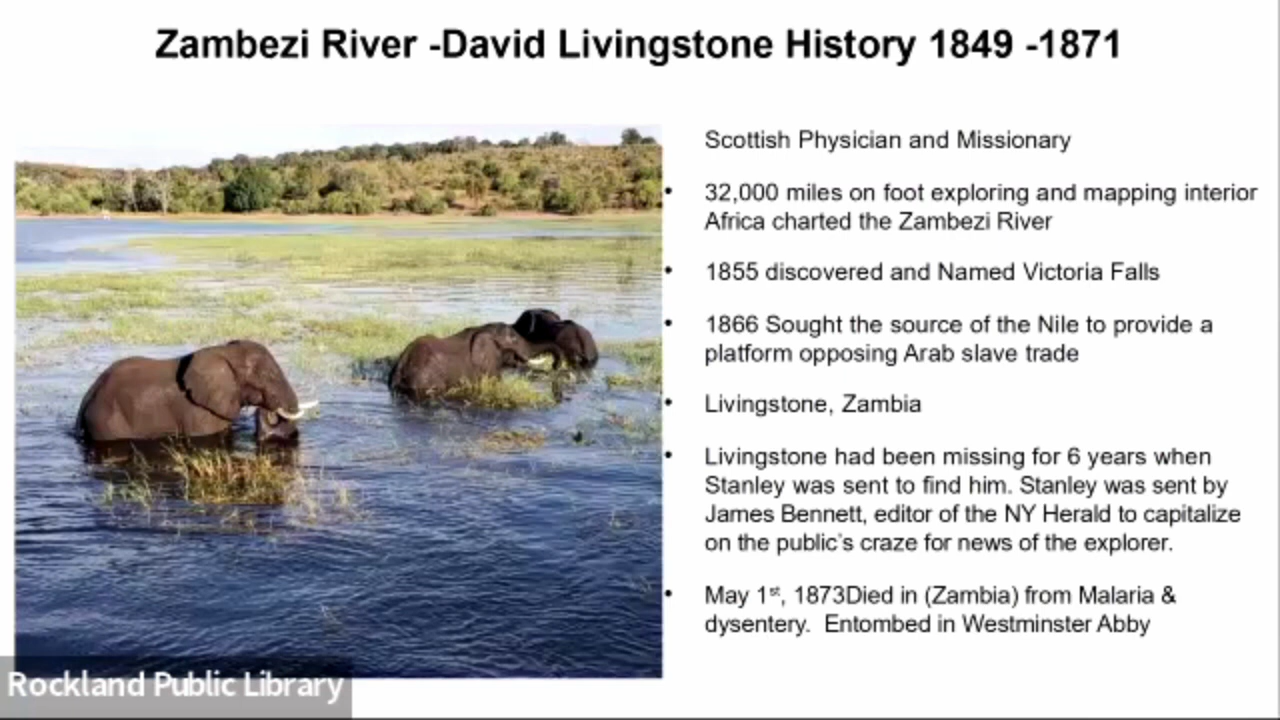 Zambezi River -David Livingstone History 1849 -1871
Scottish Physician and Missionary
• 32,000 miles on foot exploring and mapping interior
Africa charted the Zambezi River
• 1855 discovered and Named Victoria Falls
• 1866 Sought the source of the Nile to provide a
platform opposing Arab slave trade
• Livingstone, Zambia
• Livingstone had been missing for 6 years when
Stanley was sent to find him. Stanley was sent by
James Bennett, editor of the NY Herald to capitalize
on the public's craze for news of the explorer.
• May 1st, 1873Died in (Zambia) from Malaria &
dysentery.  Entombed in Westminster Abby
Rockland Public Library